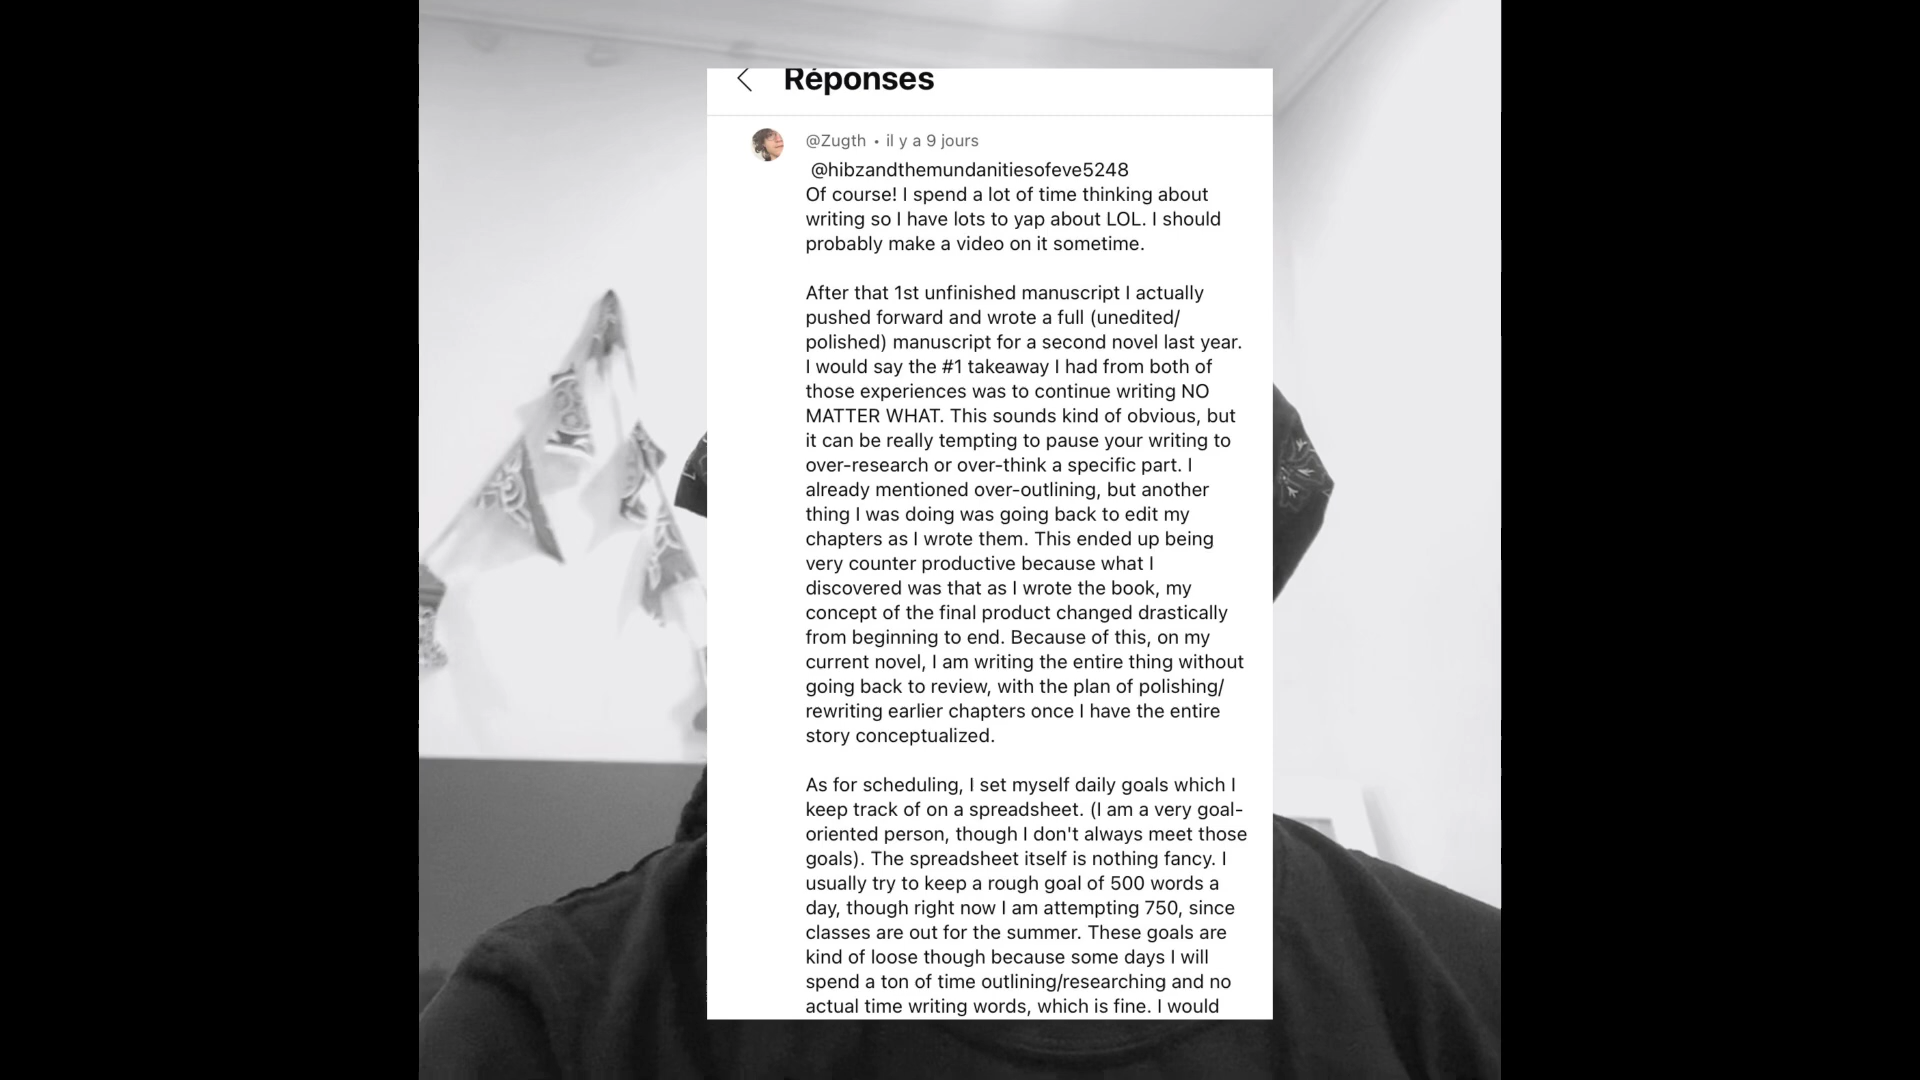 Réponses
@Zugth • il y a 9 jours
@hibzandthemundanitiesofeve5248
Of course! I spend a lot of time thinking about
writing so I have lots to yap about LOL. I should
probably make a video on it sometime.
After that 1st unfinished manuscript I actually
pushed forward and wrote a full (unedited/
polished) manuscript for a second novel last year.
I would say the #1 takeaway I had from both of
those experiences was to continue writing NO
MATTER WHAT. This sounds kind of obvious, but
it can be really tempting to pause your writing to
over-research or over-think a specific part. I
already mentioned over-outlining, but another
thing I was doing was going back to edit my
chapters as I wrote them. This ended up being
very counter productive because what I
discovered was that as I wrote the book, my
concept of the final product changed drastically
from beginning to end. Because of this, on my
current novel, I am writing the entire thing without
going back to review, with the plan of polishing/
rewriting earlier chapters once I have the entire
story conceptualized.
As for scheduling, I set myself daily goals which I
keep track of on a spreadsheet. (I am a very goal-
oriented person, though I don't always meet those
goals). The spreadsheet itself is nothing fancy. I
usually try to keep a rough goal of 500 words a
day, though right now I am attempting 750, since
classes are out for the summer. These goals are
kind of loose though because some days I will
spend a ton of time outlining/researching and no
actual time writing words, which is fine. I would